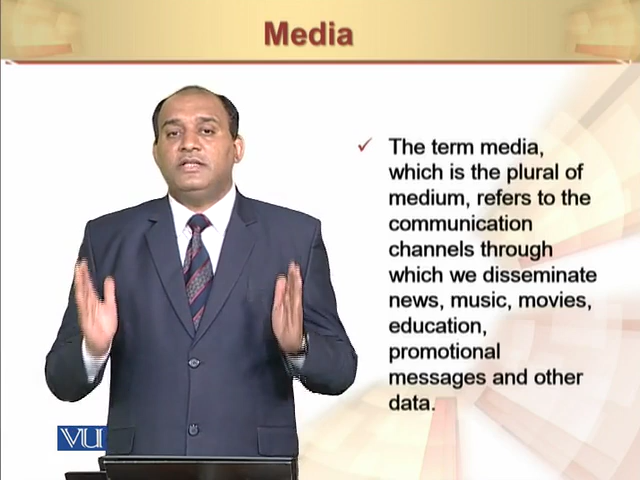 Media
✓ The term media,
which is the plural of
medium, refers to the
communication
channels through
which we disseminate
news, music, movies,
education,
promotional
messages and other
data.
VU